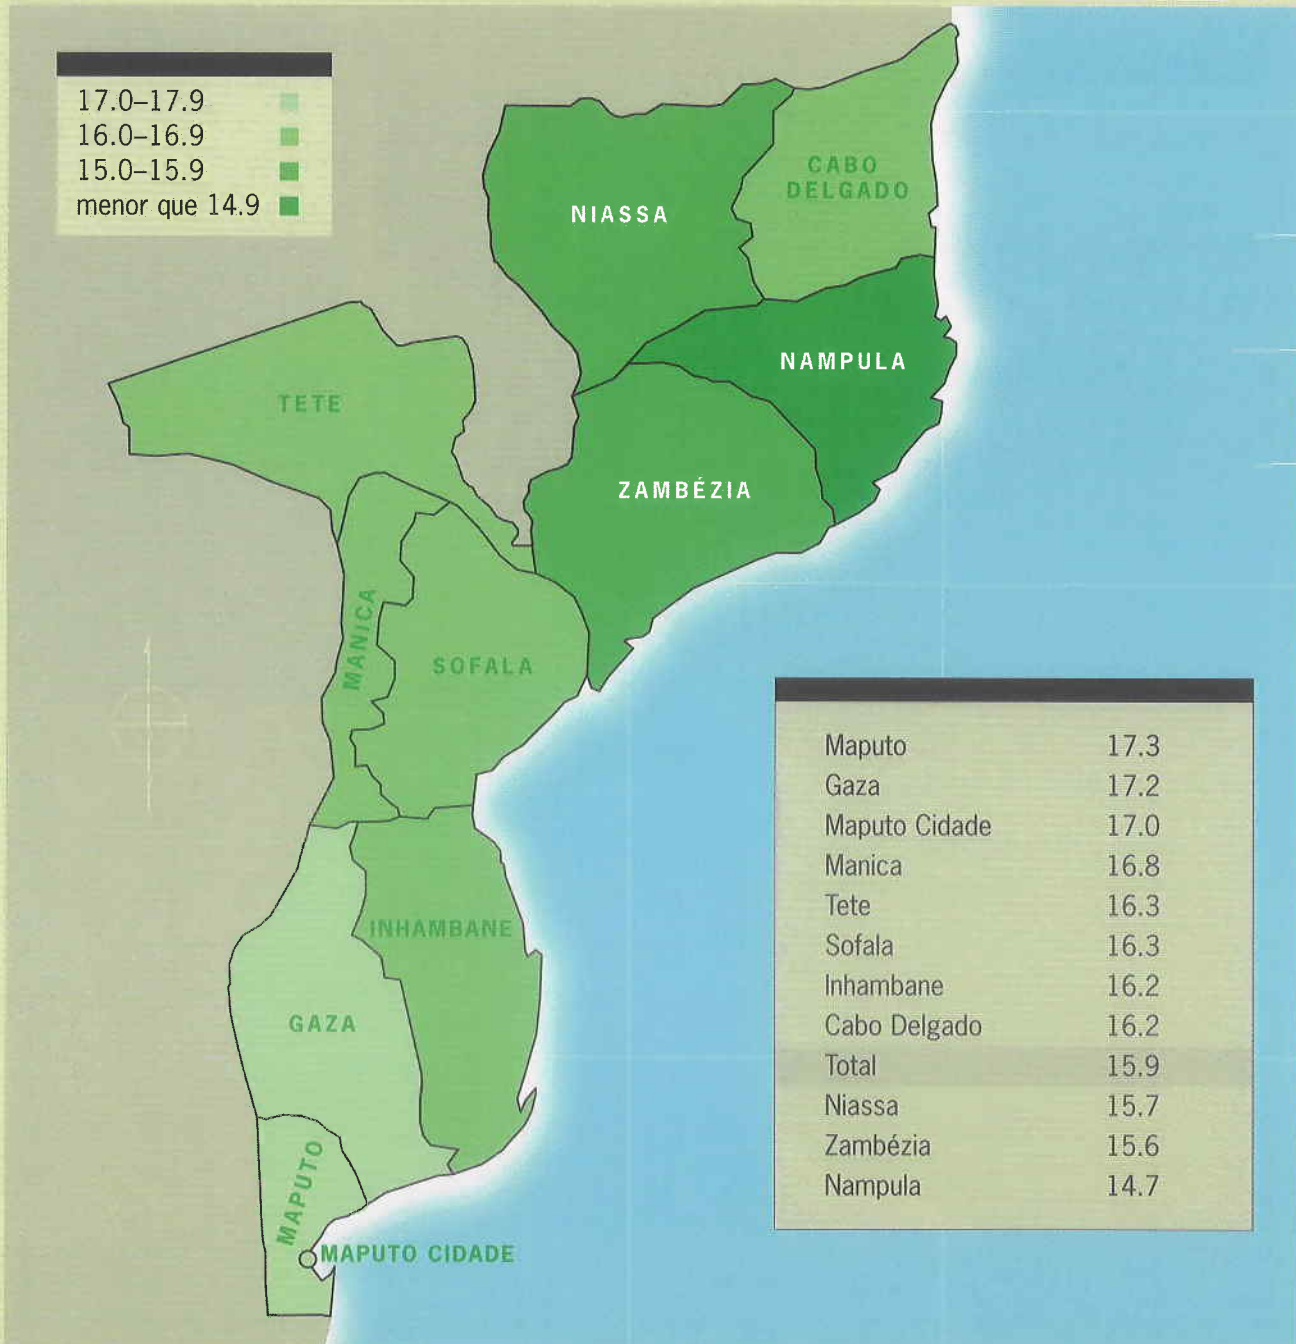 17.0–17.9
16.0–16.9
15.0–15.9
menor que 14.9
CABO
DELGADO
NIASSA
NAMPULA
TETE
ZAMBÉZIA
MANICA
SOFALA
INHAMBANE
GAZA
MAPUTO
MAPUTO CIDADE
Maputo 17.3
Gaza 17.2
Maputo Cidade 17.0
Manica 16.8
Tete 16.3
Sofala 16.3
Inhambane 16.2
Cabo Delgado 16.2
Total 15.9
Niassa 15.7
Zambézia 15.6
Nampula 14.7